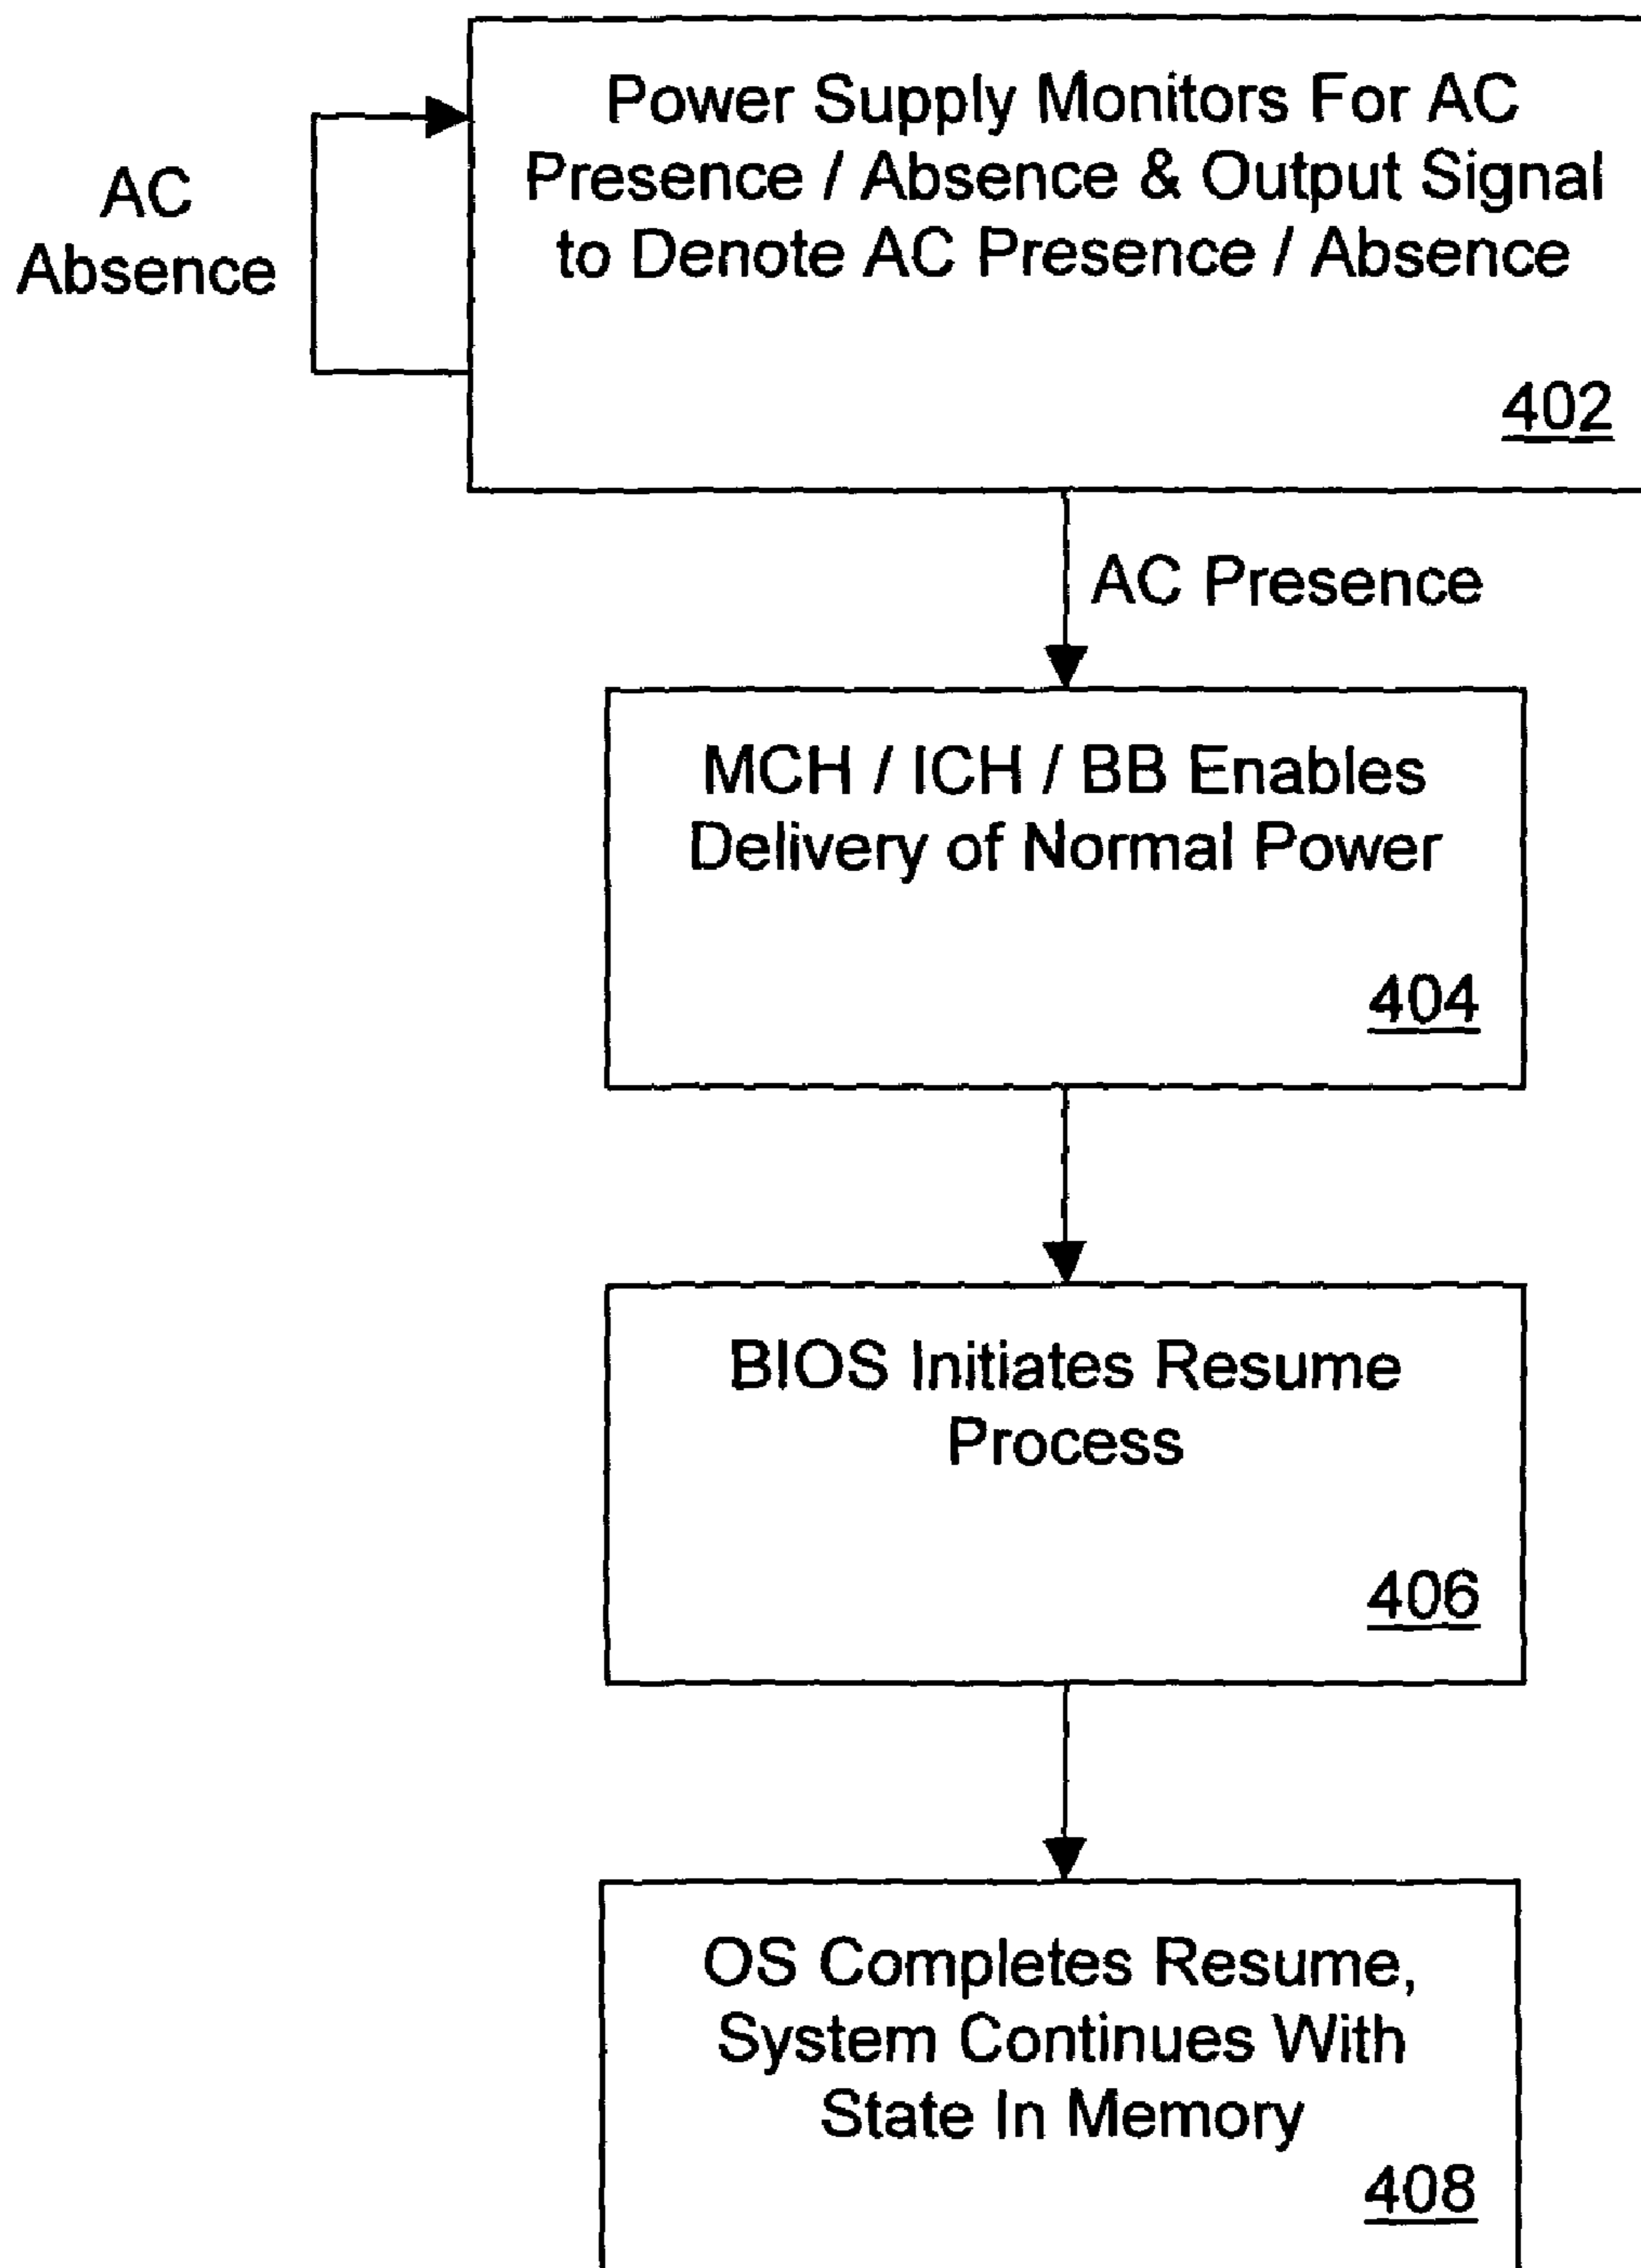 Power Supply Monitors For AC
Presence / Absence & Output Signal
to Denote AC Presence / Absence
402
AC
Absence
AC Presence
MCH / ICH / BB Enables
Delivery of Normal Power
404
BIOS Initiates Resume
Process
406
OS Completes Resume,
System Continues With
State In Memory
408